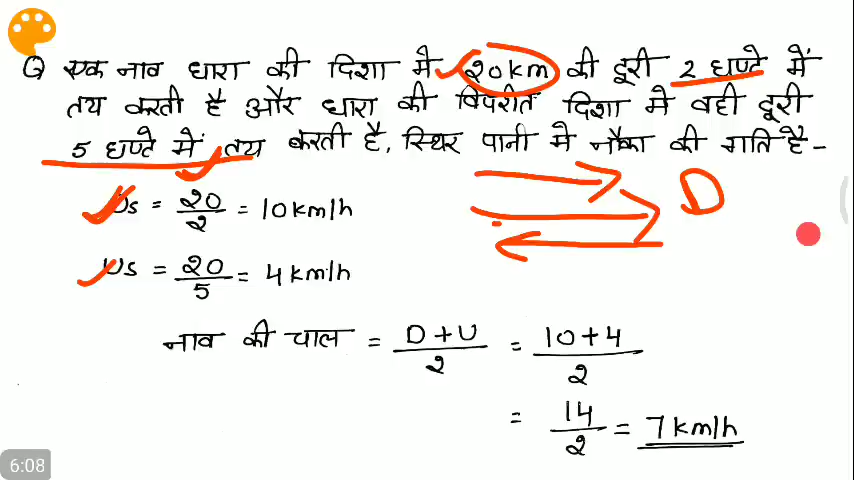 Q एक नाव धारा की दिशा मे 20km की दूरी 2 घण्टे में
तय करती है और धारा की विपरीत दिशा मे वही दूरी
5 घण्टे में तय करती है, स्थिर पानी मे नौका की गति है -
D
Ds = 20/2 = 10km/h
Us = 20/5 = 4km/h
नाव की चाल = D+U/2 = 10+4/2
= 14/2 = 7km/h
6:08